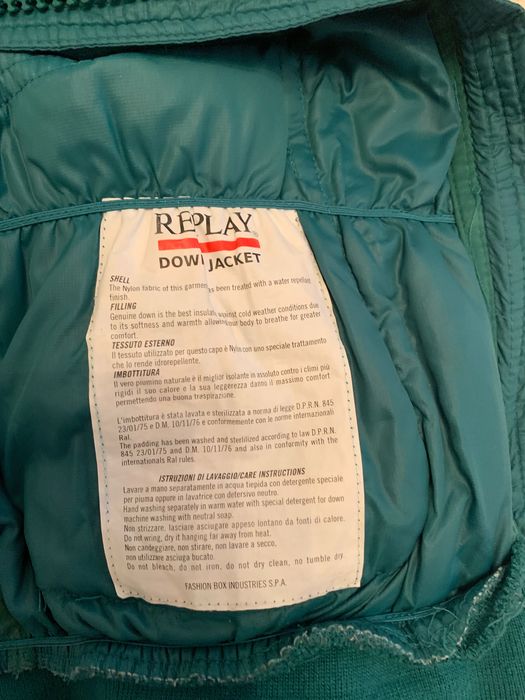 REPLAY
DOWN JACKET
SHELL
The Nylon fabric of this garment has been treated with a water repellent
finish.
FILLING
Genuine down is the best insulator against cold weather conditions due
to its softness and warmth allowing your body to breathe for greater
comfort.
TESSUTO ESTERNO
Il tessuto utilizzato per questo capo è Nylon con uno speciale trattamento
che lo rende idrorepellente.
IMBOTTITURA
Il vero piumino naturale è il miglior isolante in assoluto contro i climi più
rigidi il suo calore e la sua leggerezza danno il massimo comfort
permettendo una buona traspirazione.
L'imbottitura è stata lavata e sterilizzata a norma di legge D.P.R.N. 845
23/01/75 e D.M. 10/11/76 e conformemente con le norme internazionali
Ral.
The padding has been washed and sterilized according to law D.P.R.N.
845 23/01/75 and D.M. 10/11/76 and also in conformity with the
internationals Ral rules.
ISTRUZIONI DI LAVAGGIO/CARE INSTRUCTIONS
Lavare a mano separatamente in acqua tiepida con detergente speciale
per piuma oppure in lavatrice con detersivo neutro.
Hand washing separately in warm water with special detergent for down
machine washing with neutral soap.
Non strizzare, lasciare asciugare appeso lontano da fonti di calore.
Do not wring, dry it hanging far away from heat.
Non candeggiare, non stirare, non lavare a secco,
non utilizzare asciuga bucato.
Do not bleach, do not iron, do not dry clean, no tumble dry.
FASHION BOX INDUSTRIES S.P.A.